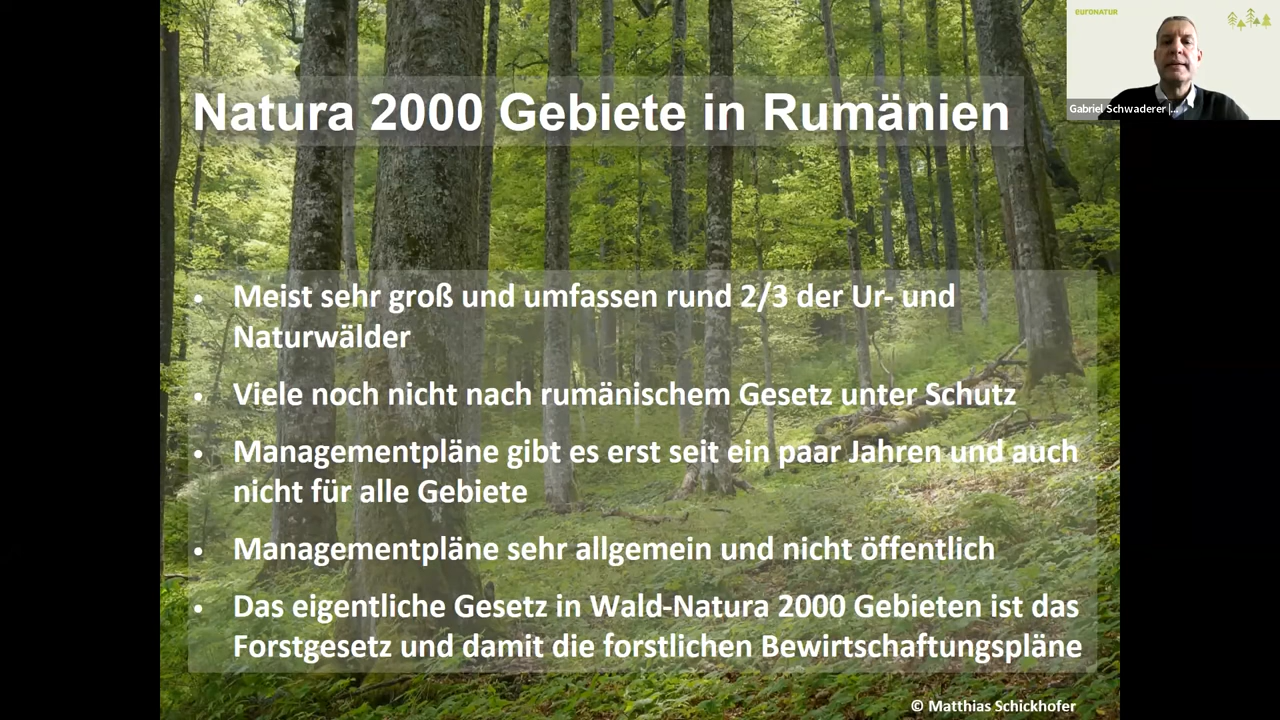 euroNATUR
Gabriel Schwaderer |...
Natura 2000 Gebiete in Rumänien
• Meist sehr groß und umfassen rund 2/3 der Ur- und
Naturwälder
• Viele noch nicht nach rumänischem Gesetz unter Schutz
• Managementpläne gibt es erst seit ein paar Jahren und auch
nicht für alle Gebiete
• Managementpläne sehr allgemein und nicht öffentlich
• Das eigentliche Gesetz in Wald-Natura 2000 Gebieten ist das
Forstgesetz und damit die forstlichen Bewirtschaftungspläne
© Matthias Schickhofer